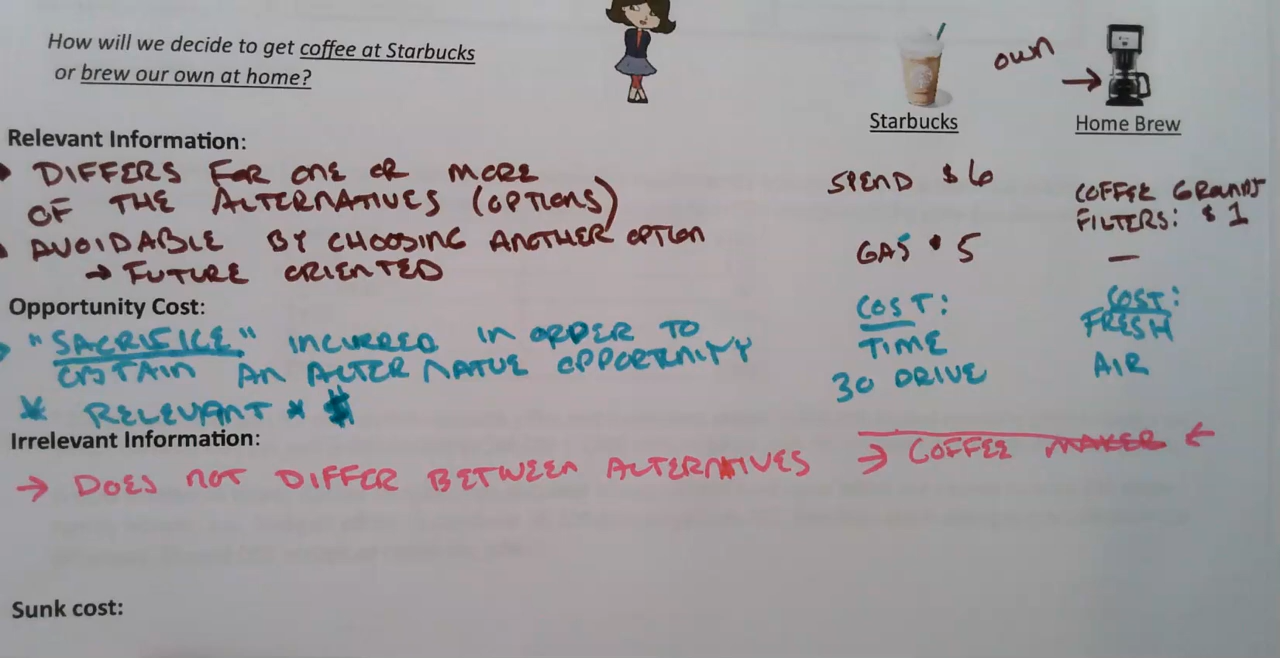 How will we decide to get coffee at Starbucks
or brew our own at home?
own
→
Starbucks
Home Brew
Relevant Information:
DIFFERS FOR ONE OR MORE
OF THE ALTERNATIVES (OPTIONS)
AVOIDABLE BY CHOOSING ANOTHER OPTION
→ FUTURE ORIENTED
SPEND $6
COFFEE GROUNDS
FILTERS: $1
GAS $5
—
Opportunity Cost:
"SACRIFICE" INCURRED IN ORDER TO
OBTAIN AN ALTERNATIVE OPPORTUNITY
* RELEVANT * $
COST:
TIME
30 DRIVE
COST:
FRESH
AIR
Irrelevant Information:
→ DOES NOT DIFFER BETWEEN ALTERNATIVES
→ COFFEE MAKER ←
Sunk cost: